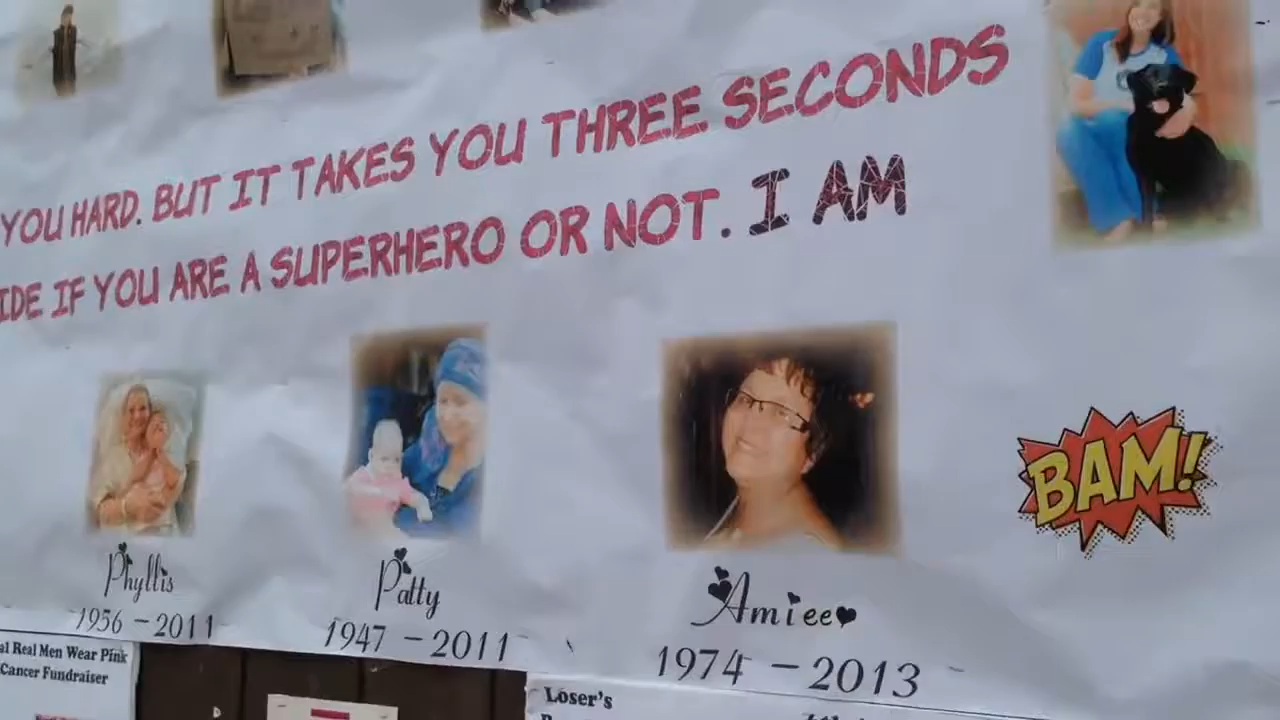 YOU HARD. BUT IT TAKES YOU THREE SECONDS
IDE IF YOU ARE A SUPERHERO OR NOT. I AM
BAM!
Phyllis
1956 - 2011
Patty
1947 - 2011
Amiee
1974 - 2013
al Real Men Wear Pink
Cancer Fundraiser
Loser's